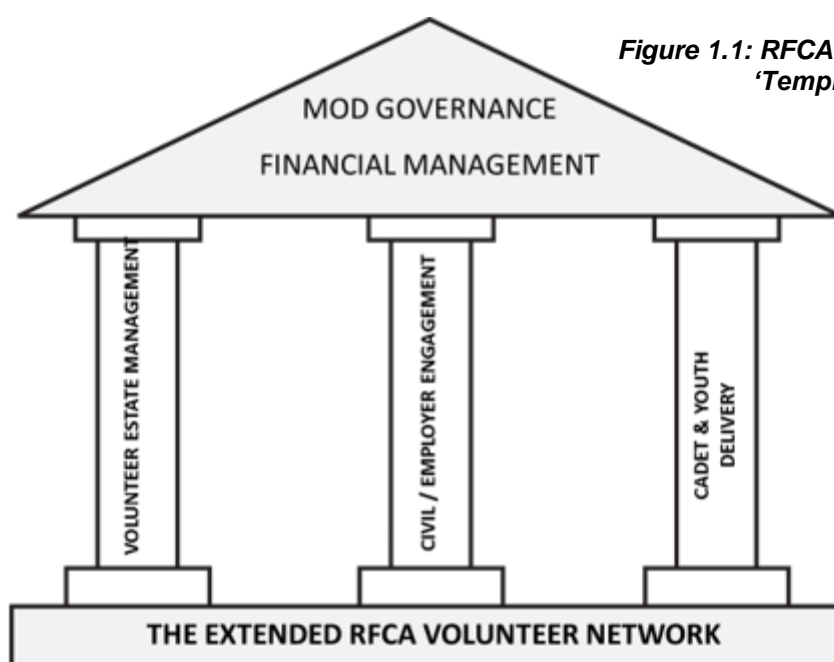 Figure 1.1: RFCA
MOD GOVERNANCE
FINANCIAL MANAGEMENT
VOLUNTEER ESTATE MANAGEMENT
CIVIL / EMPLOYER ENGAGEMENT
CADET & YOUTH
DELIVERY
THE EXTENDED RFCA VOLUNTEER NETWORK